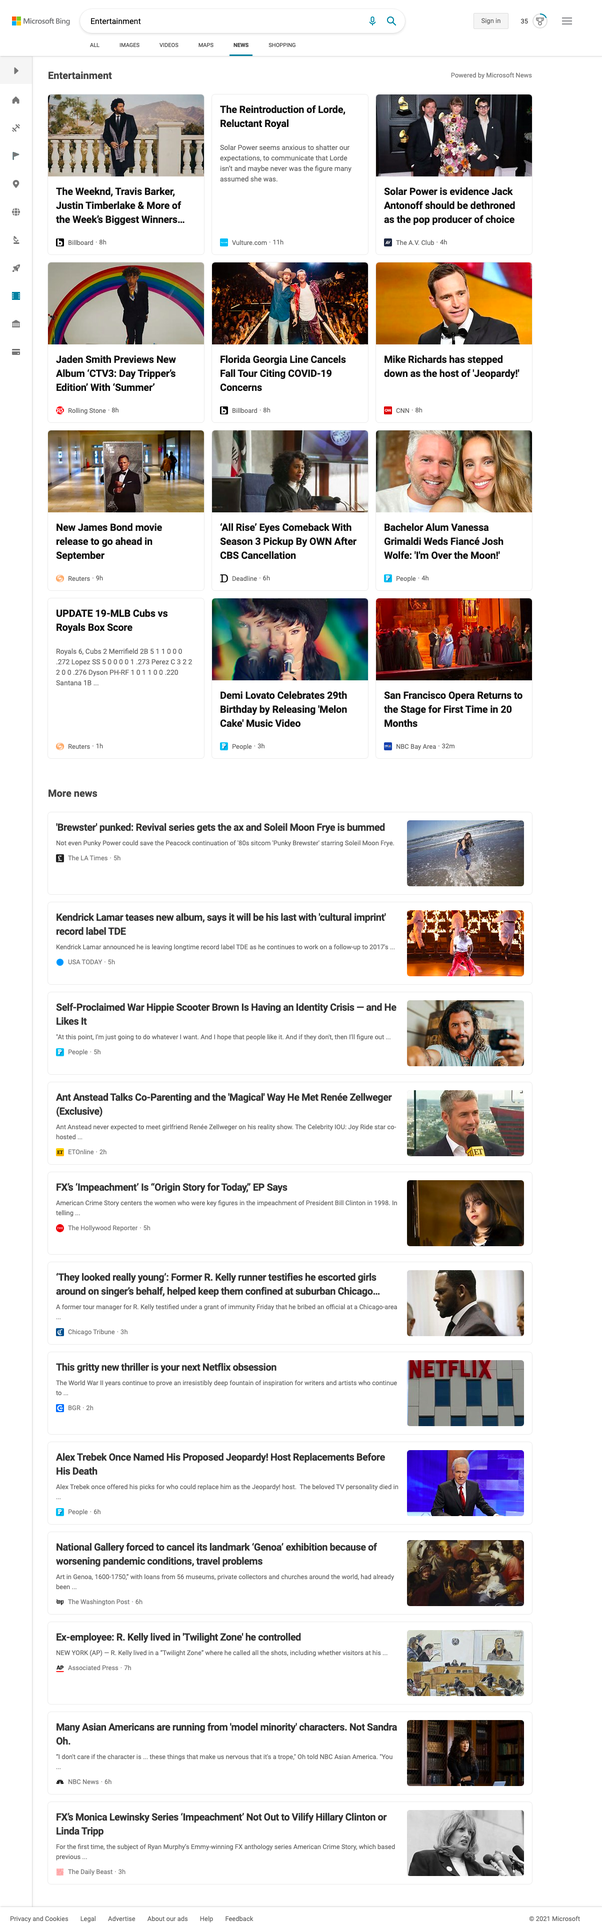 Microsoft Bing
Entertainment
Sign in
35
ALL
IMAGES
VIDEOS
MAPS
NEWS
SHOPPING
Entertainment
Powered by Microsoft News
The Weeknd, Travis Barker,
Justin Timberlake & More of
the Week's Biggest Winners...
Billboard · 8h
The Reintroduction of Lorde,
Reluctant Royal
Solar Power seems anxious to shatter our
expectations, to communicate that Lorde
isn't and maybe never was the figure many
assumed she was.
Vulture.com · 11h
Solar Power is evidence Jack
Antonoff should be dethroned
as the pop producer of choice
The A.V. Club · 4h
Jaden Smith Previews New
Album 'CTV3: Day Tripper's
Edition' With 'Summer'
Rolling Stone · 8h
Florida Georgia Line Cancels
Fall Tour Citing COVID-19
Concerns
Billboard · 8h
Mike Richards has stepped
down as the host of 'Jeopardy!'
CNN · 8h
New James Bond movie
release to go ahead in
September
Reuters · 9h
'All Rise' Eyes Comeback With
Season 3 Pickup By OWN After
CBS Cancellation
Deadline · 6h
Bachelor Alum Vanessa
Grimaldi Weds Fiancé Josh
Wolfe: 'I'm Over the Moon!'
People · 4h
UPDATE 19-MLB Cubs vs
Royals Box Score
Royals 6, Cubs 2 Merrifield 2B 5 1 1 0 0 0
.272 Lopez SS 5 0 0 0 0 1 .273 Perez C 3 2 2
2 0 0 .276 Dyson PH-RF 1 0 1 1 0 0 .220
Santana 1B ...
Reuters · 1h
Demi Lovato Celebrates 29th
Birthday by Releasing 'Melon
Cake' Music Video
People · 3h
San Francisco Opera Returns to
the Stage for First Time in 20
Months
NBC Bay Area · 32m
More news
'Brewster' punked: Revival series gets the ax and Soleil Moon Frye is bummed
Not even Punky Power could save the Peacock continuation of '80s sitcom 'Punky Brewster' starring Soleil Moon Frye.
The LA Times · 5h
Kendrick Lamar teases new album, says it will be his last with 'cultural imprint'
record label TDE
Kendrick Lamar announced he is leaving longtime record label TDE as he continues to work on a follow-up to 2017's ...
USA TODAY · 5h
Self-Proclaimed War Hippie Scooter Brown Is Having an Identity Crisis — and He
Likes It
"At this point, I'm just going to do whatever I want. And I hope that people like it. And if they don't, then I'll figure out ...
People · 5h
Ant Anstead Talks Co-Parenting and the 'Magical' Way He Met Renée Zellweger
(Exclusive)
Ant Anstead never expected to meet girlfriend Renée Zellweger on his reality show. The Celebrity IOU: Joy Ride star co-
hosted ...
ETOnline · 2h
FX's 'Impeachment' Is "Origin Story for Today," EP Says
American Crime Story centers the women who were key figures in the impeachment of President Bill Clinton in 1998. In
telling ...
The Hollywood Reporter · 5h
'They looked really young': Former R. Kelly runner testifies he escorted girls
around on singer's behalf, helped keep them confined at suburban Chicago...
A former tour manager for R. Kelly testified under a grant of immunity Friday that he bribed an official at a Chicago-area
...
Chicago Tribune · 3h
This gritty new thriller is your next Netflix obsession
The World War II years continue to prove an irresistibly deep fountain of inspiration for writers and artists who continue
to ...
BGR · 2h
NETFLIX
Alex Trebek Once Named His Proposed Jeopardy! Host Replacements Before
His Death
Alex Trebek once offered his picks for who could replace him as the Jeopardy! host. The beloved TV personality died in
...
People · 6h
National Gallery forced to cancel its landmark 'Genoa' exhibition because of
worsening pandemic conditions, travel problems
Art in Genoa, 1600-1750," with loans from 56 museums, private collectors and churches around the world, had already
been ...
The Washington Post · 6h
Ex-employee: R. Kelly lived in 'Twilight Zone' he controlled
NEW YORK (AP) — R. Kelly lived in a "Twilight Zone" where he called all the shots, including whether visitors at his ...
Associated Press · 7h
Many Asian Americans are running from 'model minority' characters. Not Sandra
Oh.
"I don't care if the character is ... these things that make us nervous that it's a trope," Oh told NBC Asian America. "You
...
NBC News · 6h
FX's Monica Lewinsky Series 'Impeachment' Not Out to Vilify Hillary Clinton or
Linda Tripp
For the first time, the subject of Ryan Murphy's Emmy-winning FX anthology series American Crime Story, which based
previous ...
The Daily Beast · 3h
Privacy and Cookies
Legal
Advertise
About our ads
Help
Feedback
© 2021 Microsoft